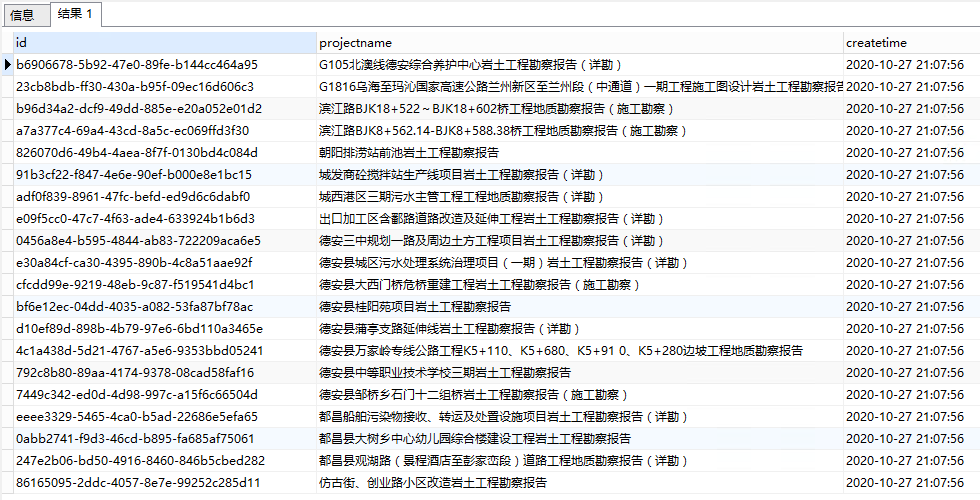 信息 结果 1
id projectname createtime
b6906678-5b92-47e0-89fe-b144cc464a95 G105北澳线德安综合养护中心岩土工程勘察报告（详勘） 2020-10-27 21:07:56
23cb8bdb-ff30-430a-b95f-09ec16d606c3 G1816乌海至玛沁国家高速公路兰州新区至兰州段（中通道）一期工程施工图设计岩土工程勘察报告 2020-10-27 21:07:56
b96d34a2-dcf9-49dd-885e-e20a052e01d2 滨江路BJK18+522～BJK18+602桥工程地质勘察报告（施工勘察） 2020-10-27 21:07:56
a7a377c4-69a4-43cd-8a5c-ec069ffd3f30 滨江路BJK8+562.14-BJK8+588.38桥工程地质勘察报告（施工勘察） 2020-10-27 21:07:56
826070d6-49b4-4aea-8f7f-0130bd4c084d 朝阳排涝站前池岩土工程勘察报告 2020-10-27 21:07:56
91b3cf22-f847-4e6e-90ef-b000e8e1bc15 城发商砼搅拌站生产线项目岩土工程勘察报告（详勘） 2020-10-27 21:07:56
adf0f839-8961-47fc-befd-ed9d6c6dabf0 城西港区三期污水主管工程工程地质勘察报告（详勘） 2020-10-27 21:07:56
e09f5cc0-47c7-4f63-ade4-633924b1b6d3 出口加工区含鄱路道路改造及延伸工程岩土工程勘察报告（详勘） 2020-10-27 21:07:56
0456a8e4-b595-4844-ab83-722209aca6e5 德安三中规划一路及周边土方工程项目岩土工程勘察报告（详勘） 2020-10-27 21:07:56
e30a84cf-ca30-4395-890b-4c8a51aae92f 德安县城区污水处理系统治理项目（一期）岩土工程勘察报告（详勘） 2020-10-27 21:07:56
cfcdd99e-9219-48eb-9c87-f519541d4bc1 德安县大西门桥危桥重建工程岩土工程勘察报告（施工勘察） 2020-10-27 21:07:56
bf6e12ec-04dd-4035-a082-53fa87bf78ac 德安县桂阳苑项目岩土工程勘察报告 2020-10-27 21:07:56
d10ef89d-898b-4b79-97e6-6bd110a3465e 德安县蒲亭支路延伸线岩土工程勘察报告（详勘） 2020-10-27 21:07:56
4c1a438d-5d21-4767-a5e6-9353bbd05241 德安县万家岭专线公路工程K5+110、K5+680、K5+91 0、K5+280边坡工程地质勘察报告 2020-10-27 21:07:56
792c8b80-89aa-4174-9378-08cad58faf16 德安县中等职业技术学校三期岩土工程勘察报告 2020-10-27 21:07:56
7449c342-ed0d-4d98-997c-a15f6c66504d 德安县邹桥乡石门十二组桥岩土工程勘察报告（施工勘察） 2020-10-27 21:07:56
eeee3329-5465-4ca0-b5ad-22686e5efa65 都昌船舶污染物接收、转运及处置设施项目岩土工程勘察报告（详勘） 2020-10-27 21:07:56
0abb2741-f9d3-46cd-b895-fa685af75061 都昌县大树乡中心幼儿园综合楼建设工程岩土工程勘察报告 2020-10-27 21:07:56
247e2b06-bd50-4916-8460-846b5cbed282 都昌县观湖路（景程酒店至彭家峦段）道路工程地质勘察报告（详勘） 2020-10-27 21:07:56
86165095-2ddc-4057-8e7e-99252c285d11 仿古街、创业路小区改造岩土工程勘察报告 2020-10-27 21:07:56